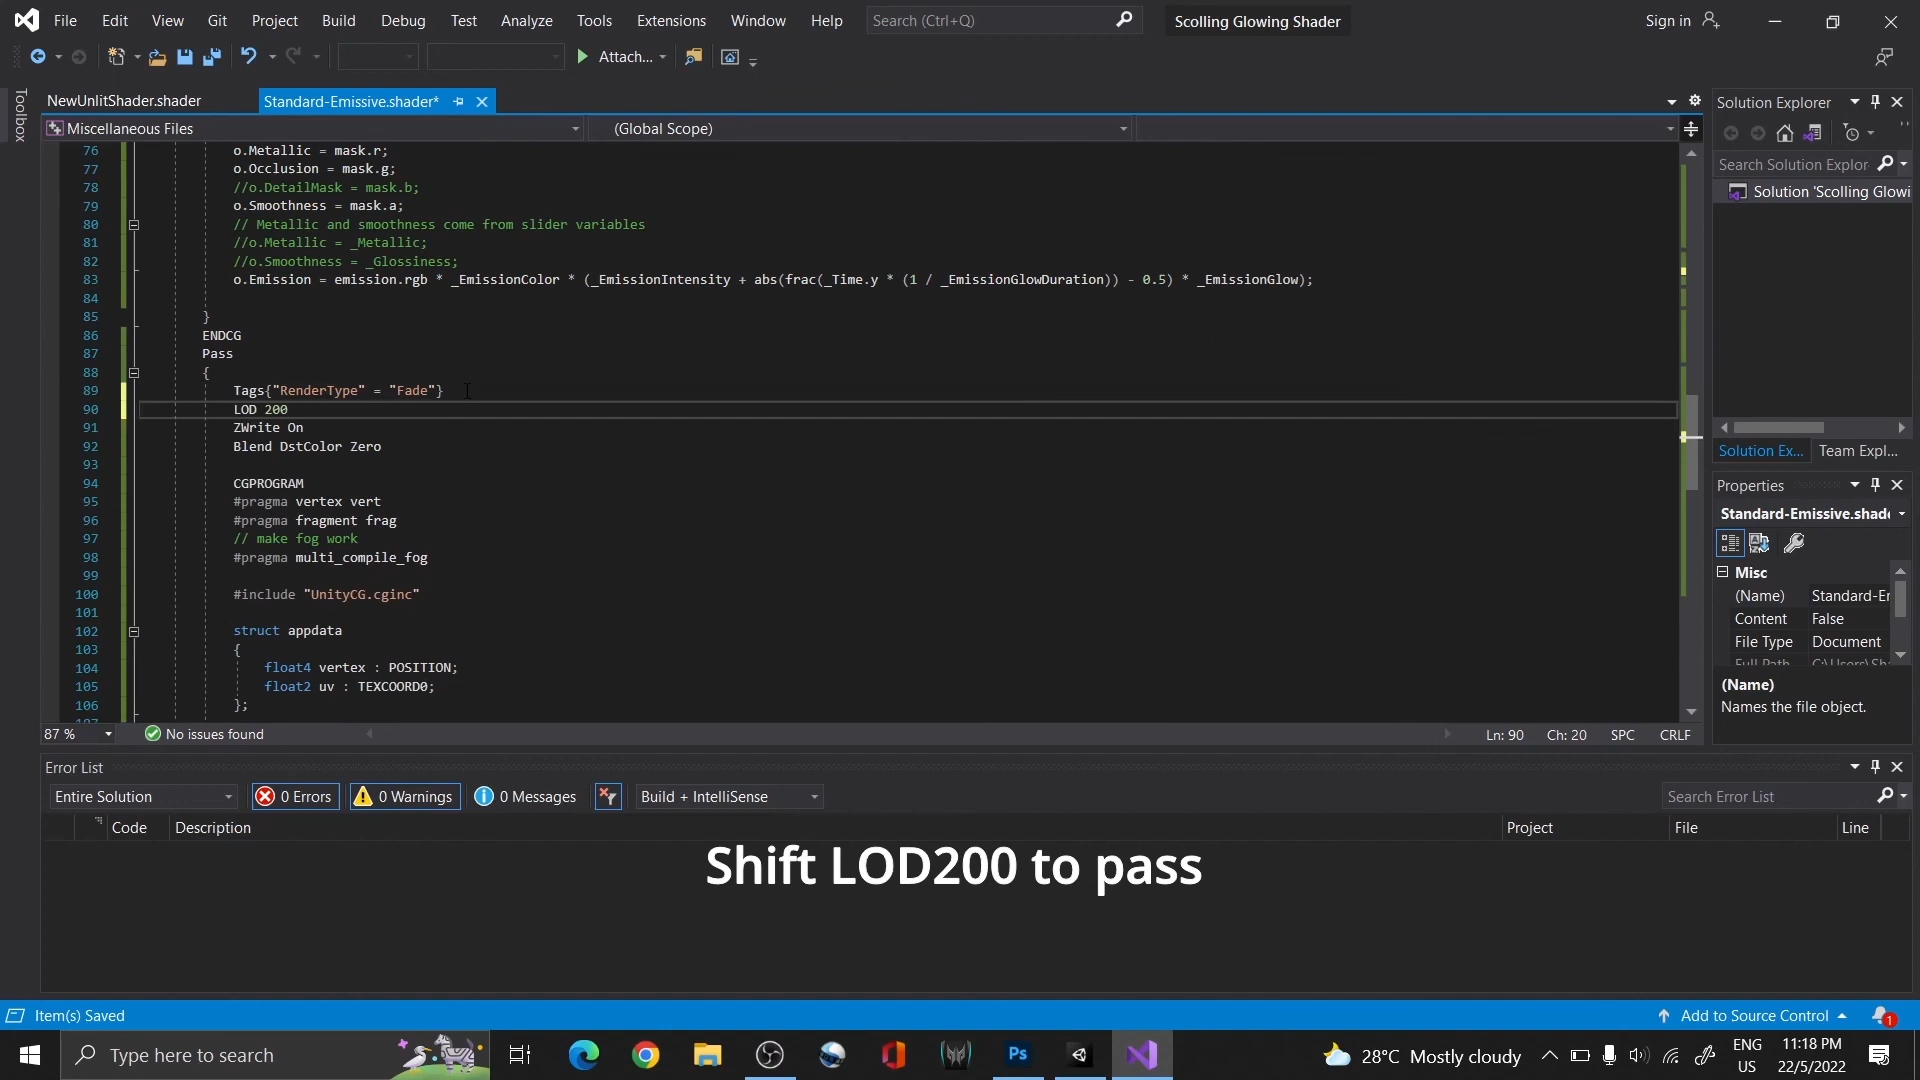 File Edit View Git Project Build Debug Test Analyze Tools Extensions Window Help Search (Ctrl+Q) Scolling Glowing Shader Sign in
Attach...
Toolbox
NewUnlitShader.shader Standard-Emissive.shader*
Miscellaneous Files (Global Scope)
76 o.Metallic = mask.r;
77 o.Occlusion = mask.g;
78 //o.DetailMask = mask.b;
79 o.Smoothness = mask.a;
80 // Metallic and smoothness come from slider variables
81 //o.Metallic = _Metallic;
82 //o.Smoothness = _Glossiness;
83 o.Emission = emission.rgb * _EmissionColor * (_EmissionIntensity + abs(frac(_Time.y * (1 / _EmissionGlowDuration)) - 0.5) * _EmissionGlow);
84
85 }
86 ENDCG
87 Pass
88 {
89 Tags{"RenderType" = "Fade"}
90 LOD 200
91 ZWrite On
92 Blend DstColor Zero
93
94 CGPROGRAM
95 #pragma vertex vert
96 #pragma fragment frag
97 // make fog work
98 #pragma multi_compile_fog
99
100 #include "UnityCG.cginc"
101
102 struct appdata
103 {
104 float4 vertex : POSITION;
105 float2 uv : TEXCOORD0;
106 };
87 % No issues found Ln: 90 Ch: 20 SPC CRLF
Solution Explorer
Search Solution Explor
Solution 'Scolling Glowi
Solution Ex... Team Expl...
Properties
Standard-Emissive.shade
Misc
(Name) Standard-Er
Content False
File Type Document
Full Path C:\Users\Sha
(Name)
Names the file object.
Error List
Entire Solution 0 Errors 0 Warnings 0 Messages Build + IntelliSense Search Error List
Code Description Project File Line
Shift LOD200 to pass
Item(s) Saved Add to Source Control 1
Type here to search Ps 28°C Mostly cloudy ENG US 11:18 PM 22/5/2022